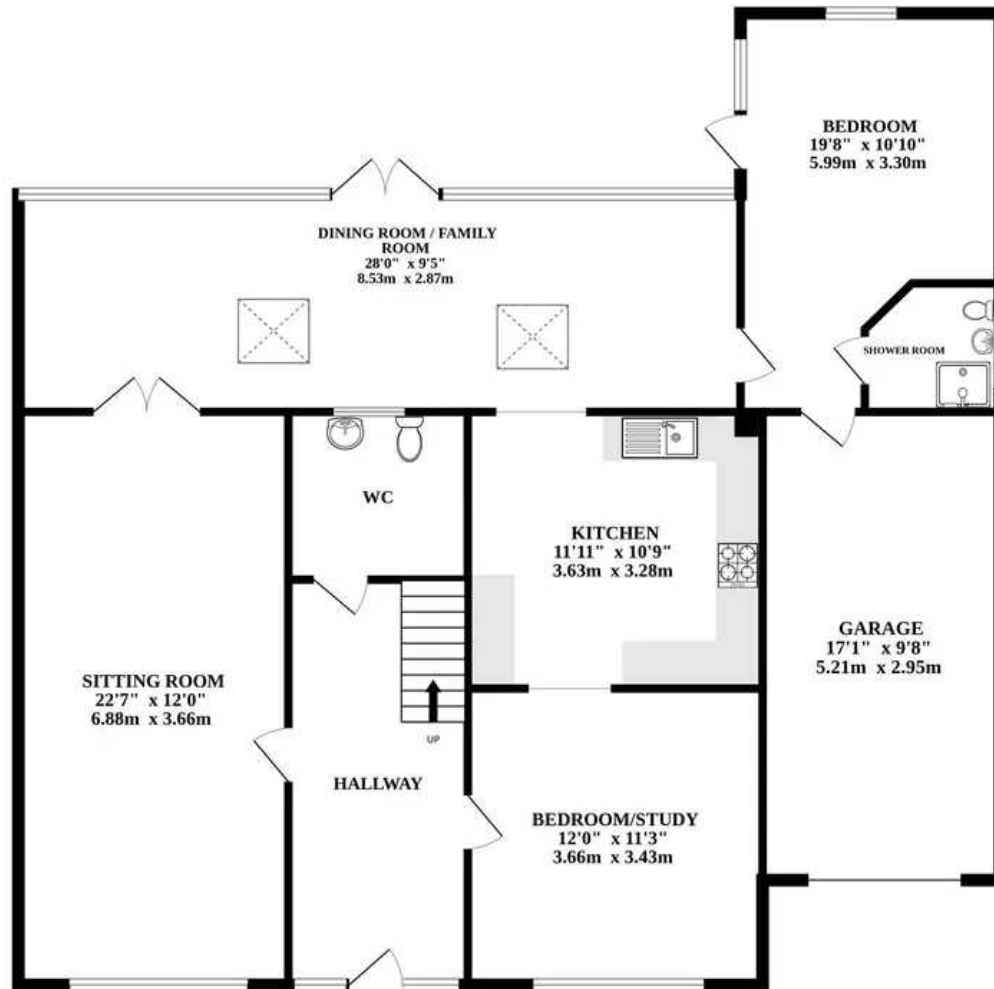 BEDROOM
19'8" x 10'10"
5.99m x 3.30m
DINING ROOM / FAMILY
ROOM
28'0" x 9'5"
8.53m x 2.87m
SHOWER ROOM
WC
KITCHEN
11'11" x 10'9"
3.63m x 3.28m
GARAGE
17'1" x 9'8"
5.21m x 2.95m
SITTING ROOM
22'7" x 12'0"
6.88m x 3.66m
UP
HALLWAY
BEDROOM/STUDY
12'0" x 11'3"
3.66m x 3.43m